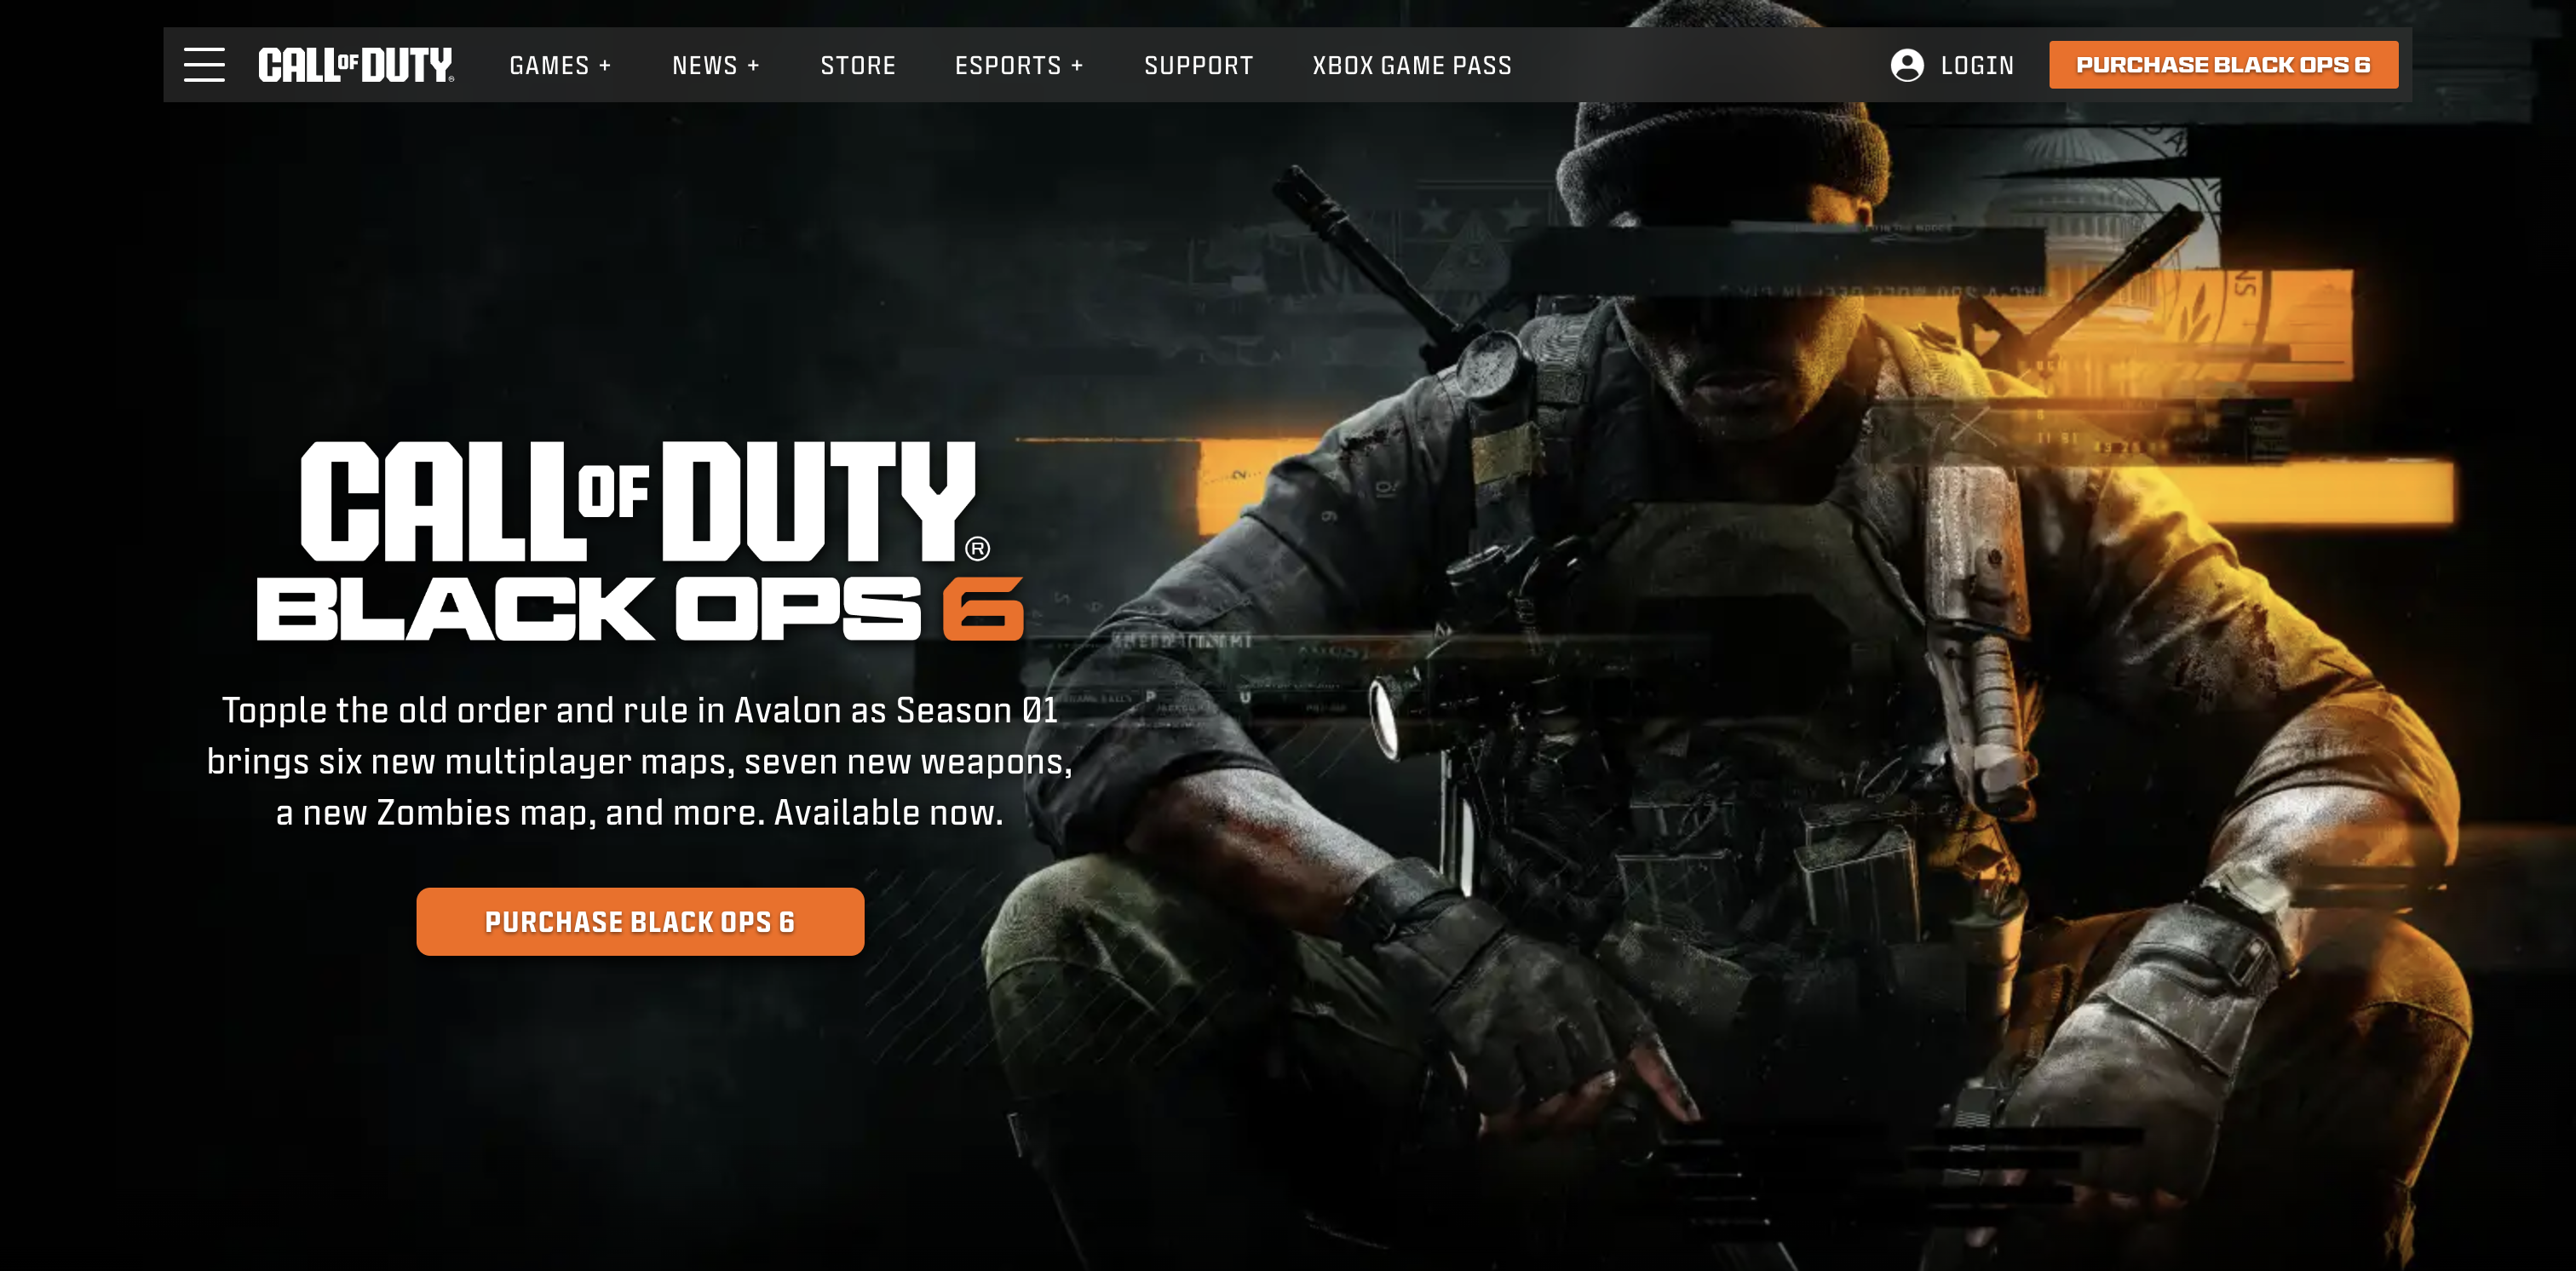 CALL OF DUTY®
GAMES +
NEWS +
STORE
ESPORTS +
SUPPORT
XBOX GAME PASS
LOGIN
PURCHASE BLACK OPS 6
CALL OF DUTY®
BLACK OPS 6
Topple the old order and rule in Avalon as Season 01
brings six new multiplayer maps, seven new weapons,
a new Zombies map, and more. Available now.
PURCHASE BLACK OPS 6